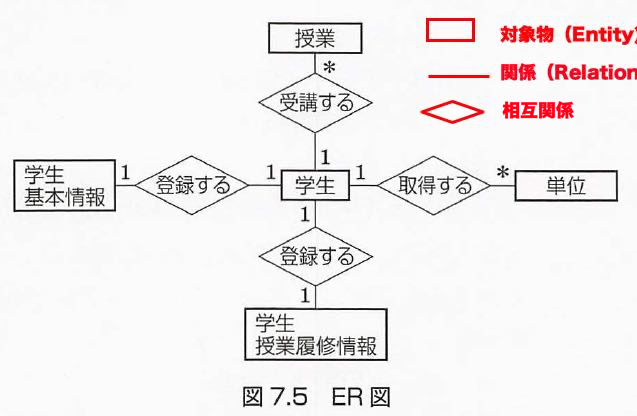 授業
対象物（Entity）
*
関係（Relation
受講する
相互関係
1
学生
基本情報
1
登録する
1
学生
1
取得する
*
単位
1
登録する
1
学生
授業履修情報
図 7.5　ER 図